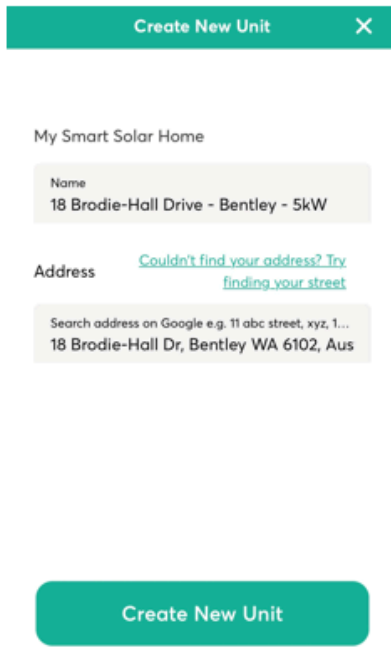 Create New Unit
My Smart Solar Home
Name
18 Brodie-Hall Drive - Bentley - 5kW
Couldn't find your address? Try
Address
finding your street
Search address on Google e.g. 11 abc street, xyz, 1...
18 Brodie-Hall Dr, Bentley WA 6102, Aus
Create New Unit